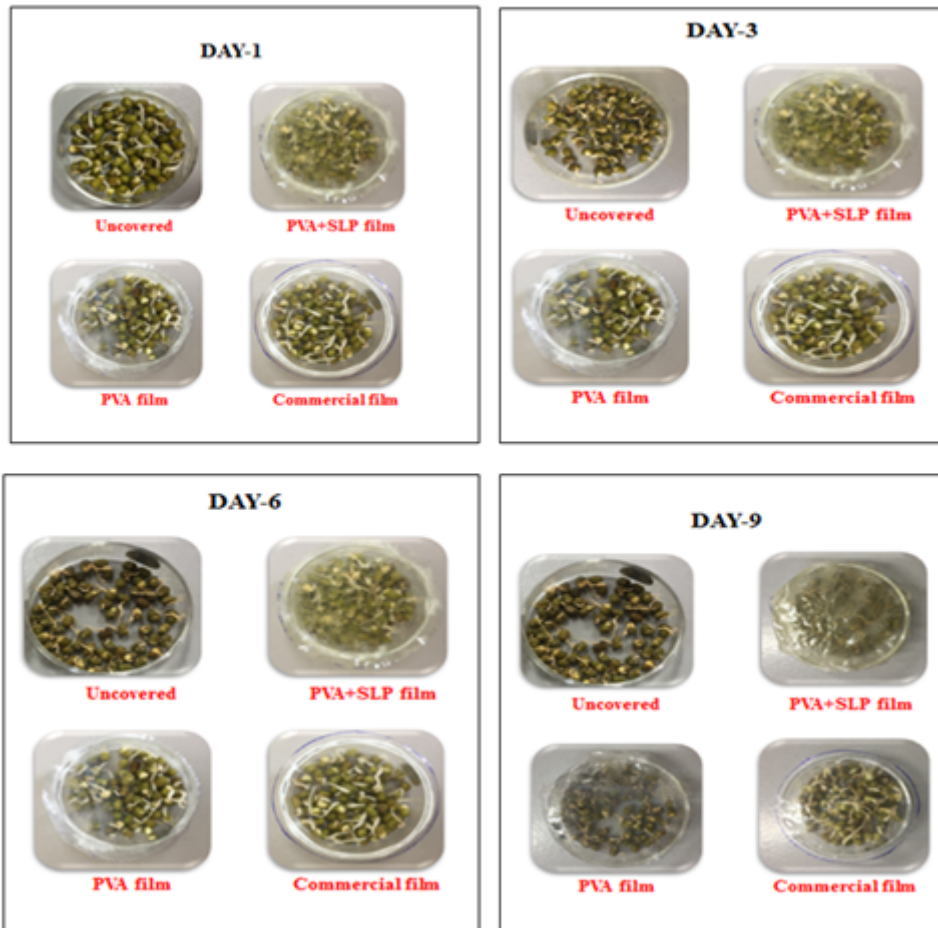 DAY-1
Uncovered
PVA+SLP film
PVA film
Commercial film
DAY-3
Uncovered
PVA+SLP film
PVA film
Commercial film
DAY-6
Uncovered
PVA+SLP film
PVA film
Commercial film
DAY-9
Uncovered
PVA+SLP film
PVA film
Commercial film